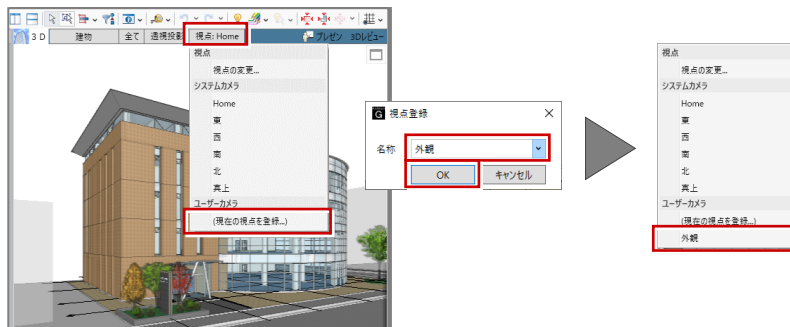 3D 建物 全て 透視投影 視点: Home プレゼン 3Dビュー
視点
視点の変更...
システムカメラ
Home
東
西
南
北
真上
ユーザーカメラ
(現在の視点を登録...)
G 視点登録
名称 外観
OK キャンセル
視点
視点の変更...
システムカメラ
Home
東
西
南
北
真上
ユーザーカメラ
(現在の視点を登録...)
外観